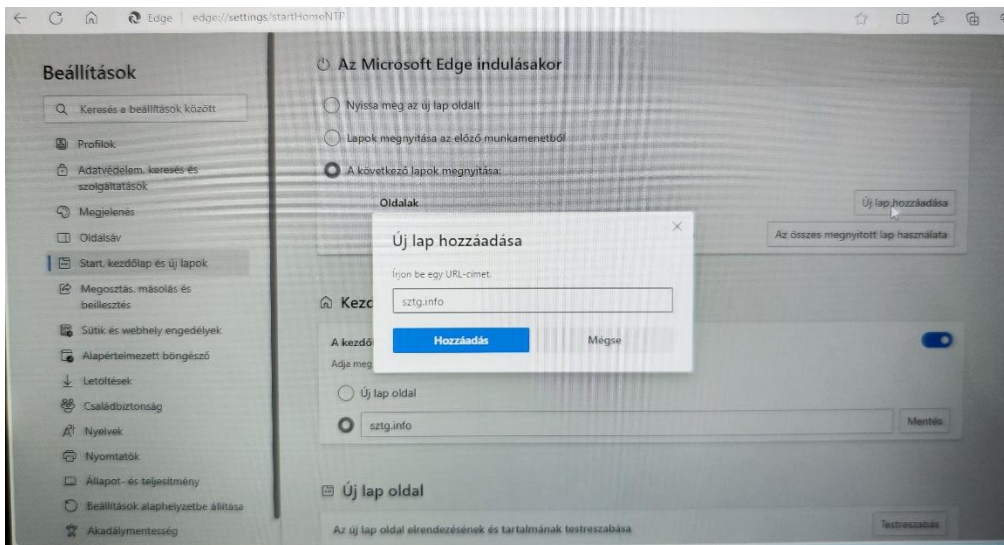 Edge edge://settings/startHomeNTP
Beállítások
Keresés a beállítások között
Profilok
Adatvédelem, keresés és
szolgáltatások
Megjelenés
Oldalsáv
Start, kezdőlap és új lapok
Megosztás, másolás és
beillesztés
Sütik és webhely engedélyek
Alapértelmezett böngésző
Letöltések
Családbiztonság
Nyelvek
Nyomtatók
Állapot- és teljesítmény
Beállítások alaphelyzetbe állítása
Akadálymentesség
Az Microsoft Edge indulásakor
Nyissa meg az új lap oldalt
Lapok megnyitása az előző munkamenetből
A következő lapok megnyitása:
Oldalak
Új lap hozzáadása
Az összes megnyitott lap használata
Új lap hozzáadása
Írjon be egy URL-címet.
sztg.info
Hozzáadás Mégse
Kezd
A kezdő
Adja meg
Új lap oldal
sztg.info Mentés
Új lap oldal
Az új lap oldal elrendezésének és tartalmának testreszabása
Testreszabás